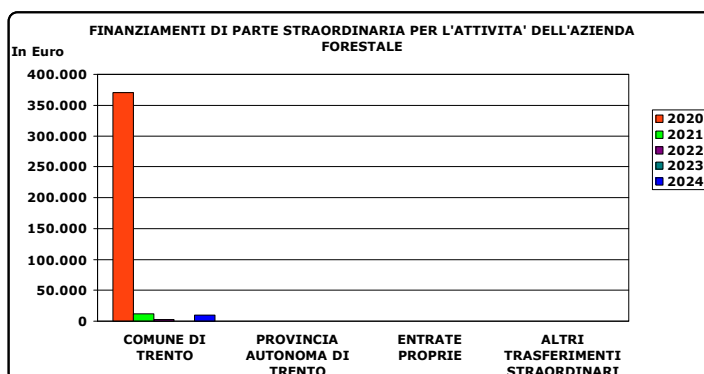 FINANZIAMENTI DI PARTE STRAORDINARIA PER L'ATTIVITA' DELL'AZIENDA
FORESTALE
In Euro
400.000
350.000
300.000
250.000
200.000
150.000
100.000
50.000
0
2020
2021
2022
2023
2024
COMUNE DI
TRENTO
PROVINCIA
AUTONOMA DI
TRENTO
ENTRATE
PROPRIE
ALTRI
TRASFERIMENTI
STRAORDINARI